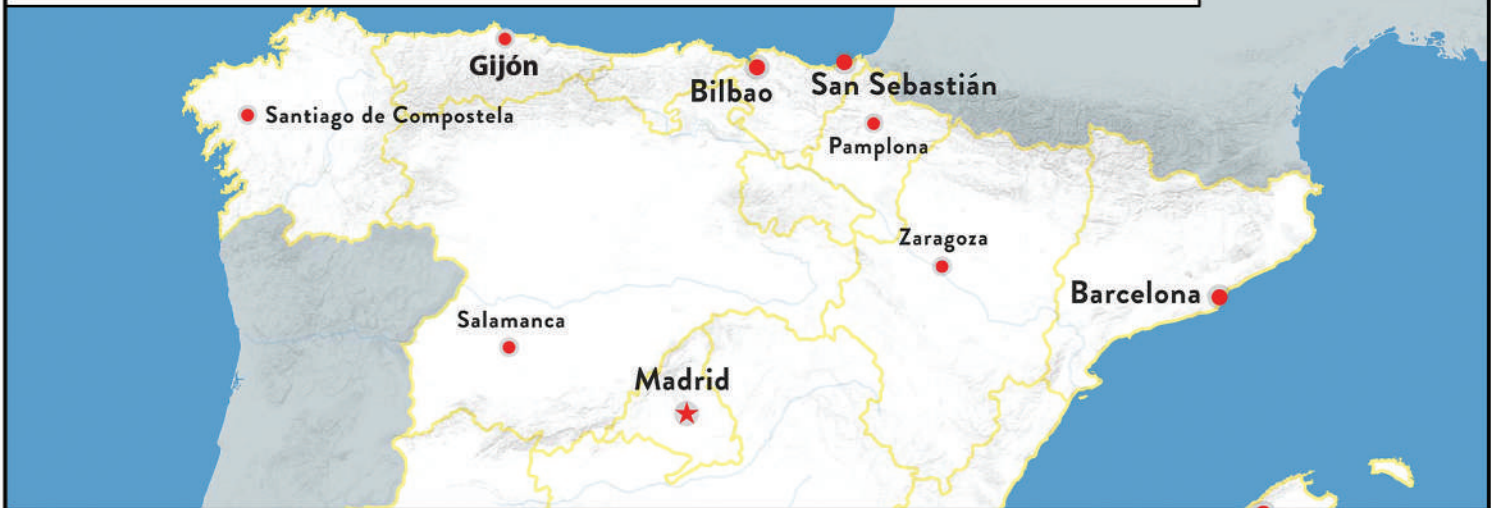 Gijón
San Sebastián
Bilbao
Santiago de Compostela
Pamplona
Zaragoza
Barcelona
Salamanca
Madrid